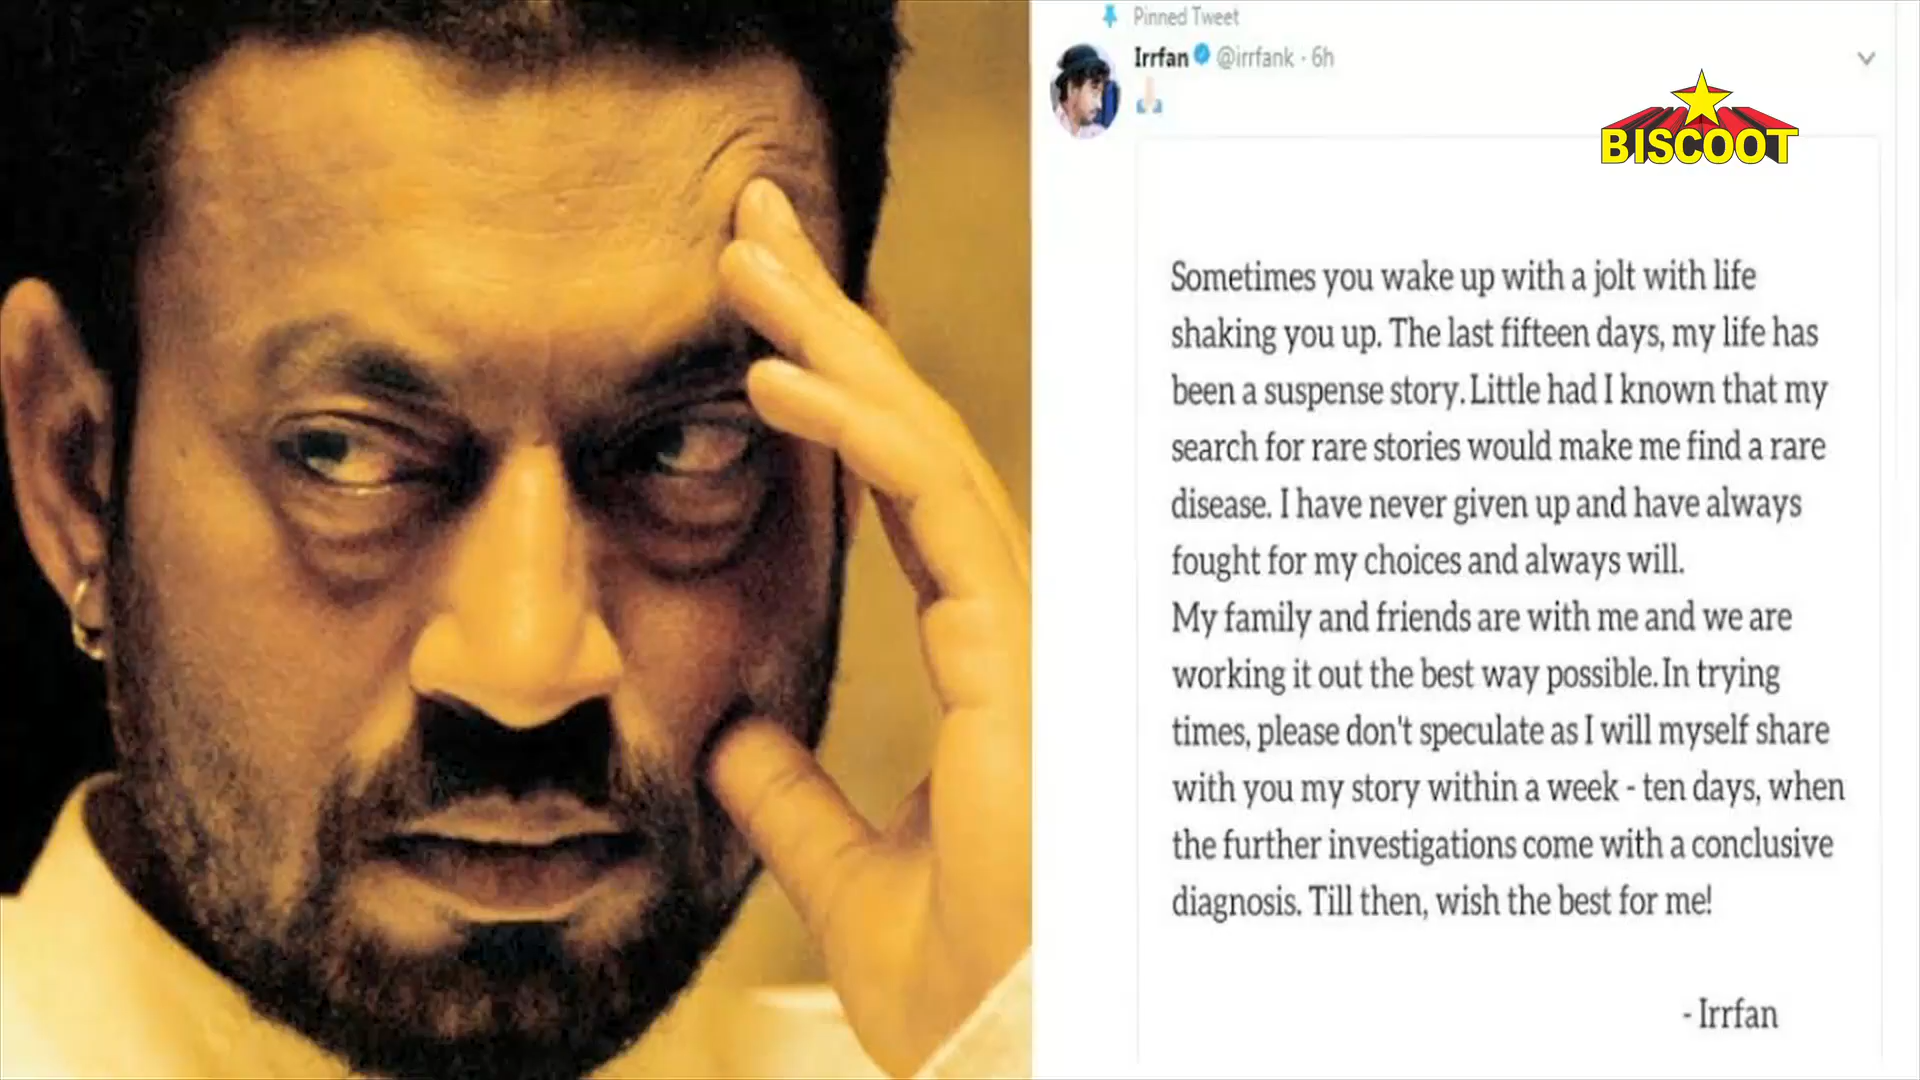 Pinned Tweet
Irrfan @irrfank · 6h
BISCOOT
Sometimes you wake up with a jolt with life
shaking you up. The last fifteen days, my life has
been a suspense story. Little had I known that my
search for rare stories would make me find a rare
disease. I have never given up and have always
fought for my choices and always will.
My family and friends are with me and we are
working it out the best way possible. In trying
times, please don't speculate as I will myself share
with you my story within a week - ten days, when
the further investigations come with a conclusive
diagnosis. Till then, wish the best for me!
- Irrfan